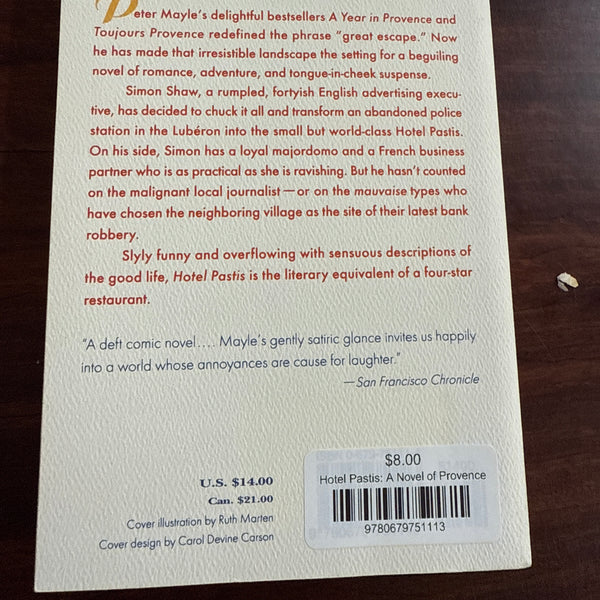 Peter Mayle's delightful bestsellers A Year in Provence and
Toujours Provence redefined the phrase "great escape." Now
he has made that irresistible landscape the setting for a beguiling
novel of romance, adventure, and tongue-in-cheek suspense.
Simon Shaw, a rumpled, fortyish English advertising execu-
tive, has decided to chuck it all and transform an abandoned police
station in the Lubéron into the small but world-class Hotel Pastis.
On his side, Simon has a loyal majordomo and a French business
partner who is as practical as she is ravishing. But he hasn't counted
on the malignant local journalist—or on the mauvaise types who
have chosen the neighboring village as the site of their latest bank
robbery.
Slyly funny and overflowing with sensuous descriptions of
the good life, Hotel Pastis is the literary equivalent of a four-star
restaurant.
"A deft comic novel.... Mayle's gently satiric glance invites us happily
into a world whose annoyances are cause for laughter."
—San Francisco Chronicle
U.S. $14.00
Can. $21.00
Cover illustration by Ruth Marten
Cover design by Carol Devine Carson
$8.00
Hotel Pastis: A Novel of Provence
9780679751113